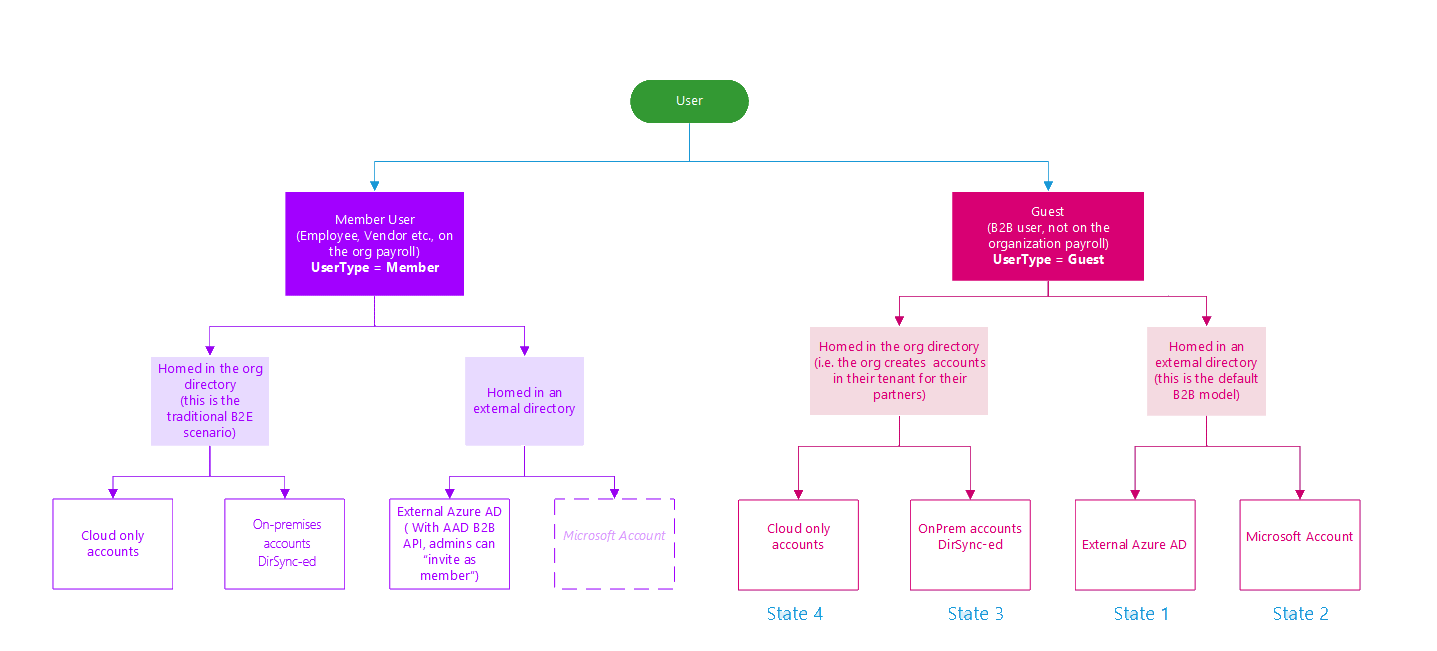 User
Member User
(Employee, Vendor etc., on
the org payroll)
UserType = Member
Guest
(B2B user, not on the
organization payroll)
UserType = Guest
Homed in the org
directory
(this is the
traditional B2E
scenario)
Homed in an
external directory
Homed in the org directory
(i.e. the org creates accounts
in their tenant for their
partners)
Homed in an
external directory
(this is the default
B2B model)
Cloud only
accounts
On-premises
accounts
DirSync-ed
External Azure AD
( With AAD B2B
API, admins can
"invite as
member")
Microsoft Account
Cloud only
accounts
OnPrem accounts
DirSync-ed
External Azure AD
Microsoft Account
State 4
State 3
State 1
State 2